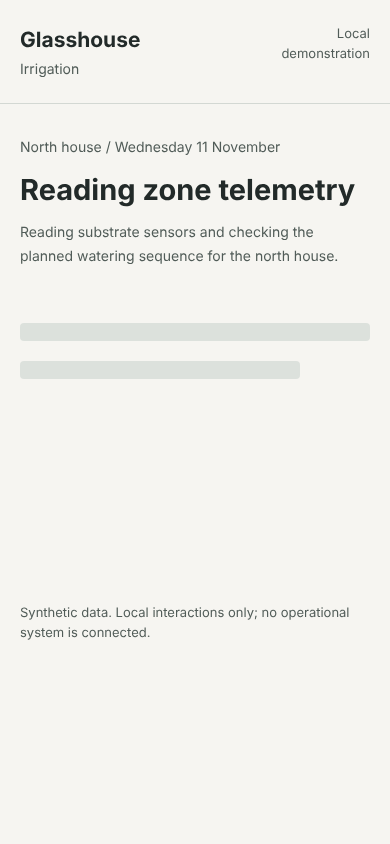 Glasshouse
Irrigation
Local
demonstration
North house / Wednesday 11 November
Reading zone telemetry
Reading substrate sensors and checking the
planned watering sequence for the north house.
Synthetic data. Local interactions only; no operational
system is connected.